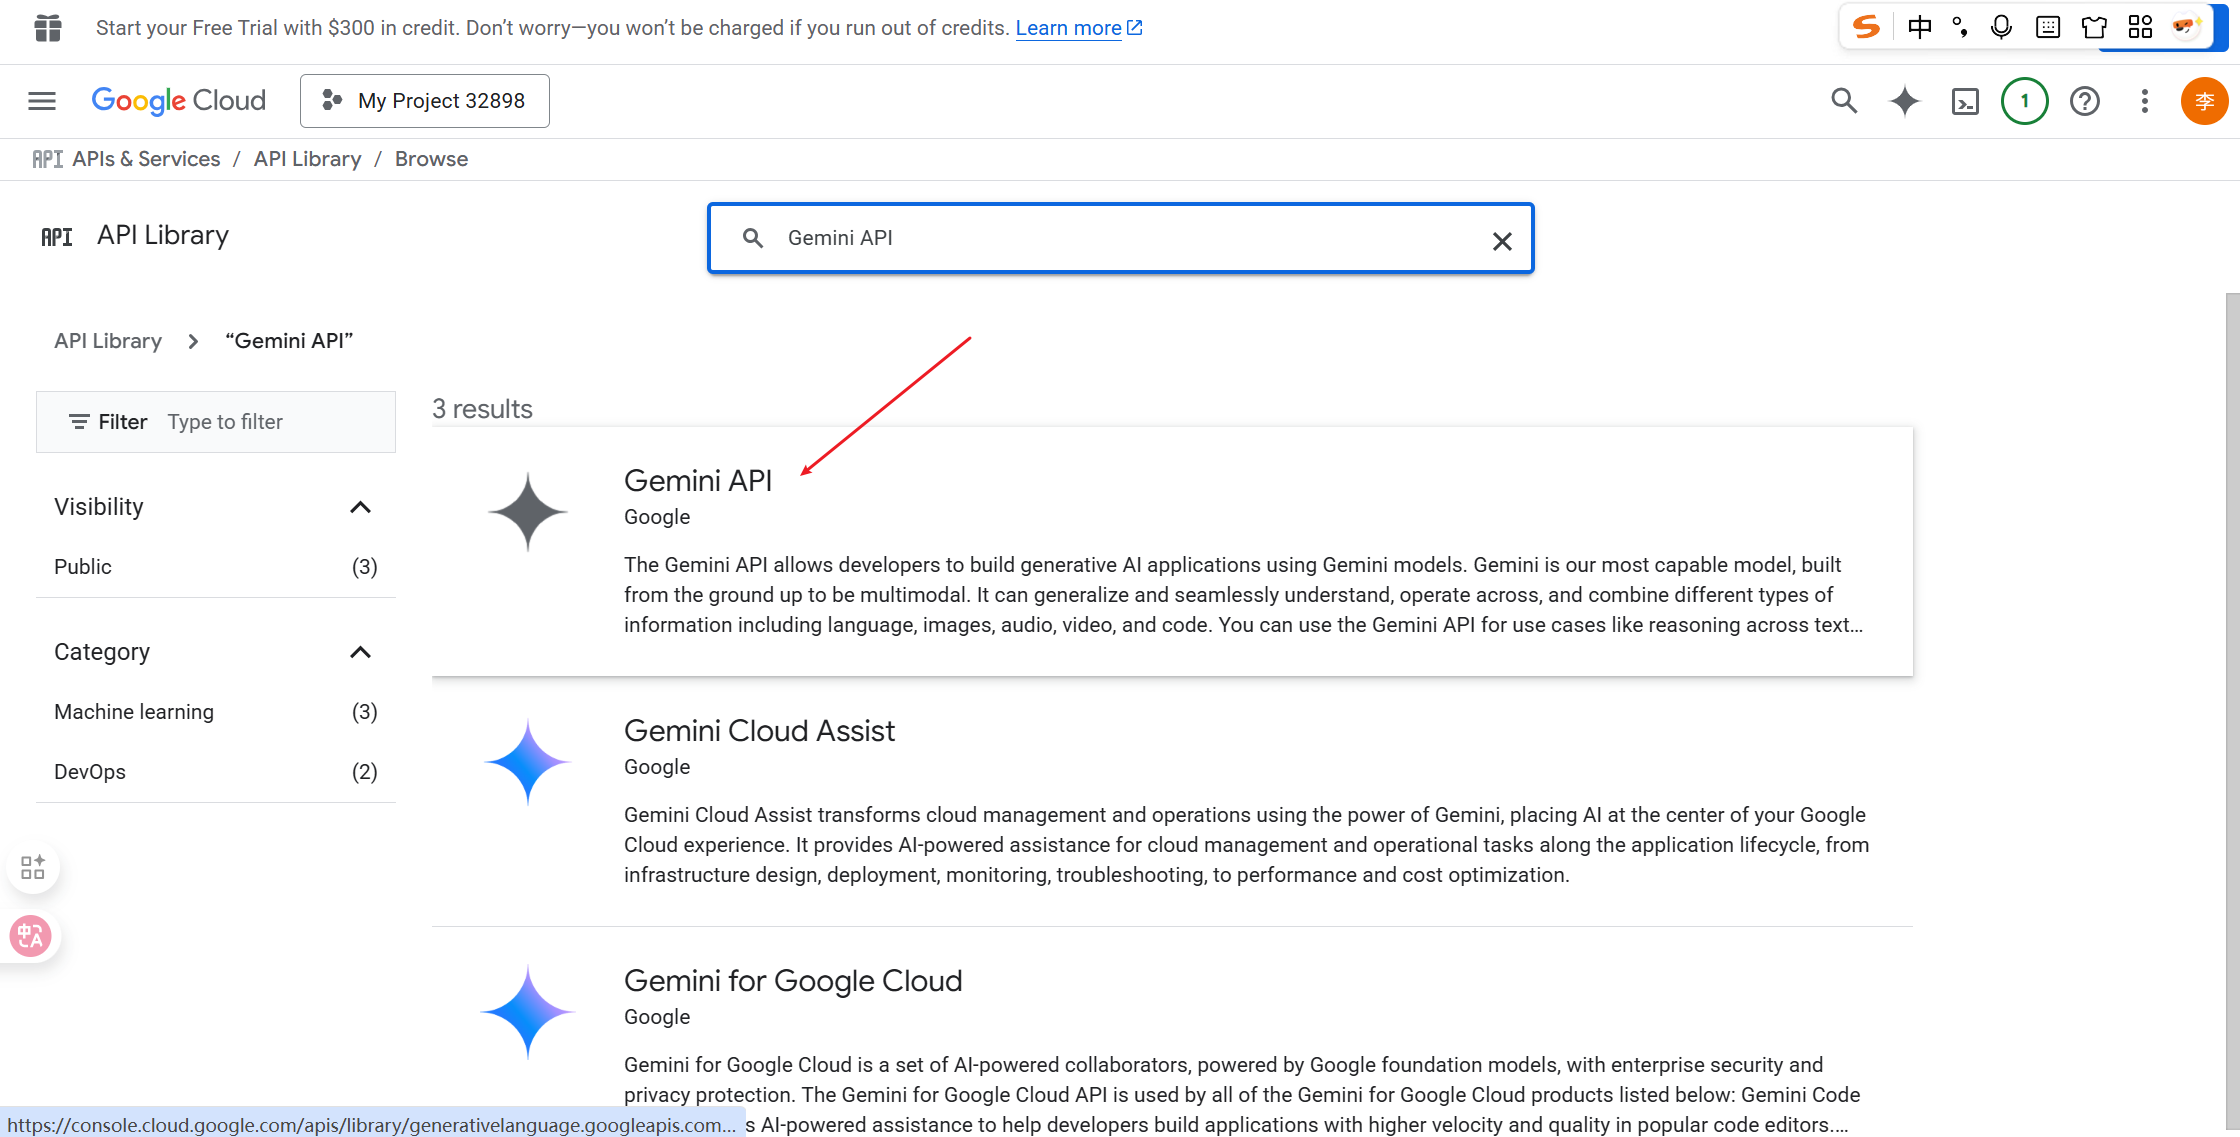 Start your Free Trial with $300 in credit. Don’t worry—you won’t be charged if you run out of credits. Learn more
中
Google Cloud
My Project 32898
1
李
API APIs & Services / API Library / Browse
API API Library
Gemini API
API Library > “Gemini API”
Filter Type to filter
3 results
Visibility
Public (3)
Category
Machine learning (3)
DevOps (2)
Gemini API
Google
The Gemini API allows developers to build generative AI applications using Gemini models. Gemini is our most capable model, built
from the ground up to be multimodal. It can generalize and seamlessly understand, operate across, and combine different types of
information including language, images, audio, video, and code. You can use the Gemini API for use cases like reasoning across text...
Gemini Cloud Assist
Google
Gemini Cloud Assist transforms cloud management and operations using the power of Gemini, placing AI at the center of your Google
Cloud experience. It provides AI-powered assistance for cloud management and operational tasks along the application lifecycle, from
infrastructure design, deployment, monitoring, troubleshooting, to performance and cost optimization.
中A
Gemini for Google Cloud
Google
Gemini for Google Cloud is a set of AI-powered collaborators, powered by Google foundation models, with enterprise security and
privacy protection. The Gemini for Google Cloud API is used by all of the Gemini for Google Cloud products listed below: Gemini Code
s AI-powered assistance to help developers build applications with higher velocity and quality in popular code editors....
https://console.cloud.google.com/apis/library/generativelanguage.googleapis.com...